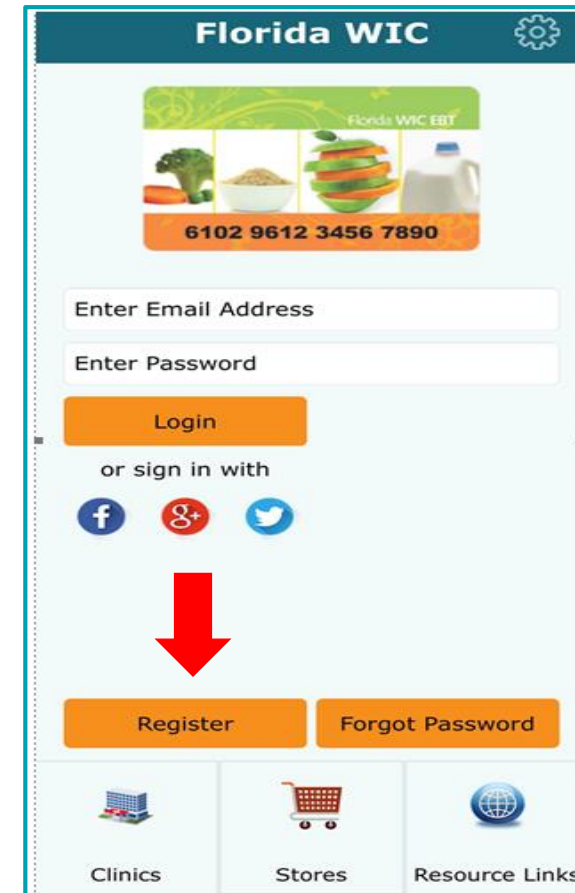 Florida WIC
Florida WIC EBT
6102 9612 3456 7890
Enter Email Address
Enter Password
Login
or sign in with
f 8+
Register Forgot Password
Clinics Stores Resource Links